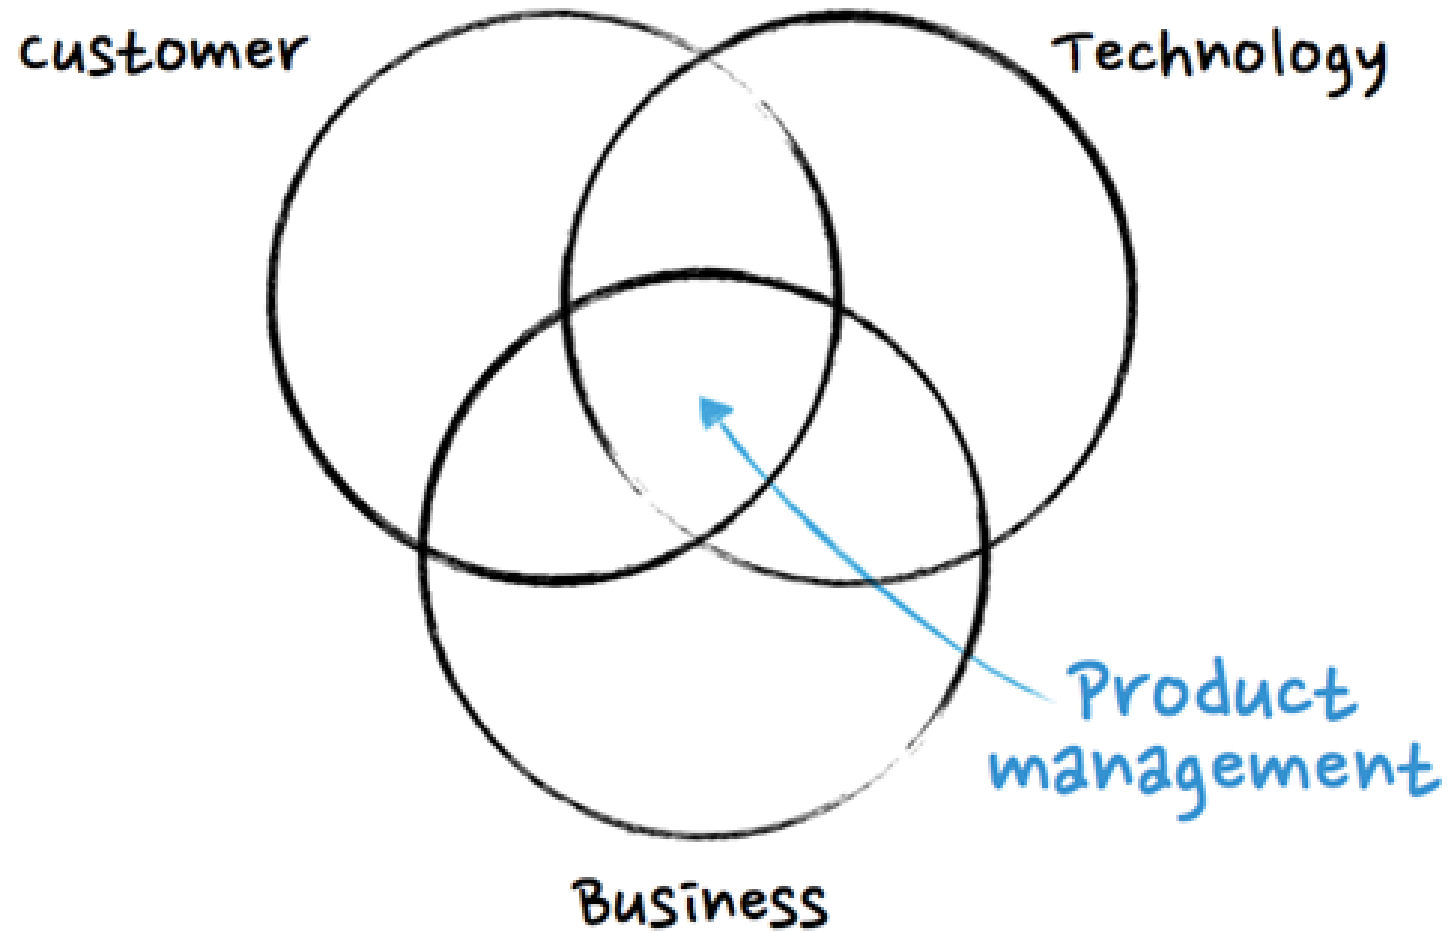 Customer
Technology
Product
management
Business